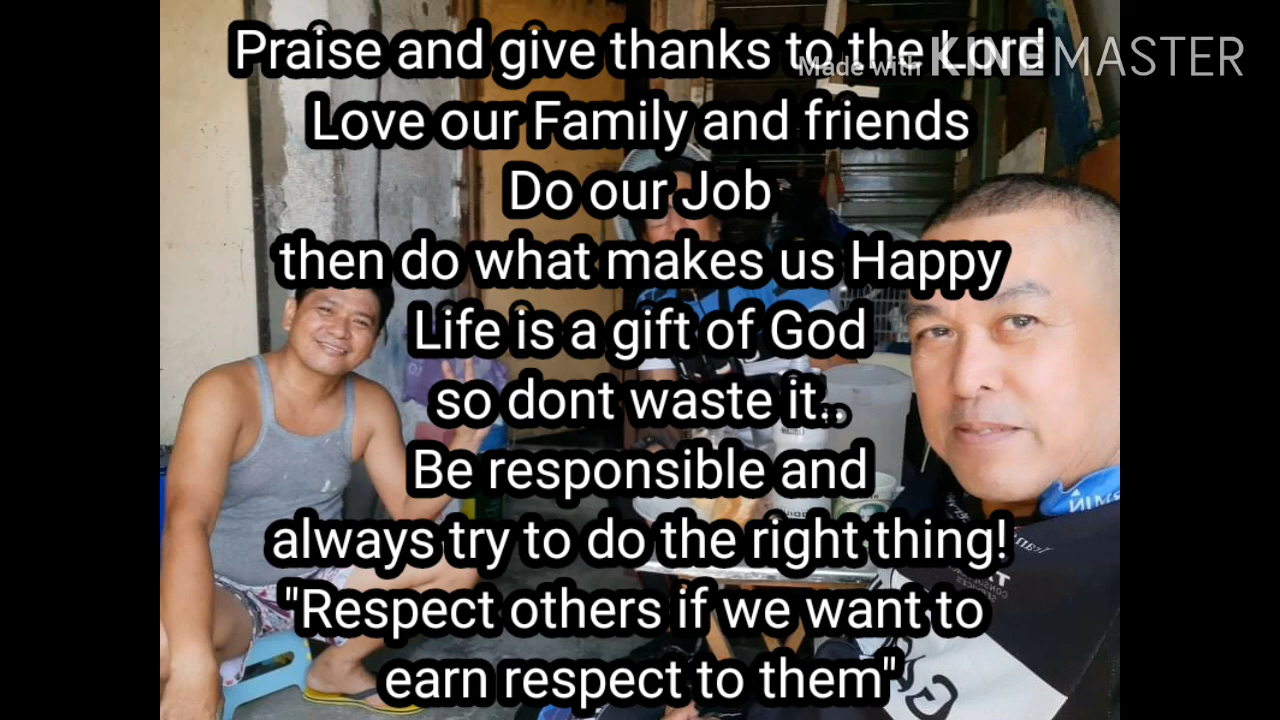 Praise and give thanks to the Lord
Made with KINEMASTER
Love our Family and friends
Do our Job
then do what makes us Happy
Life is a gift of God
so dont waste it..
Be responsible and
always try to do the right thing!
"Respect others if we want to
earn respect to them"